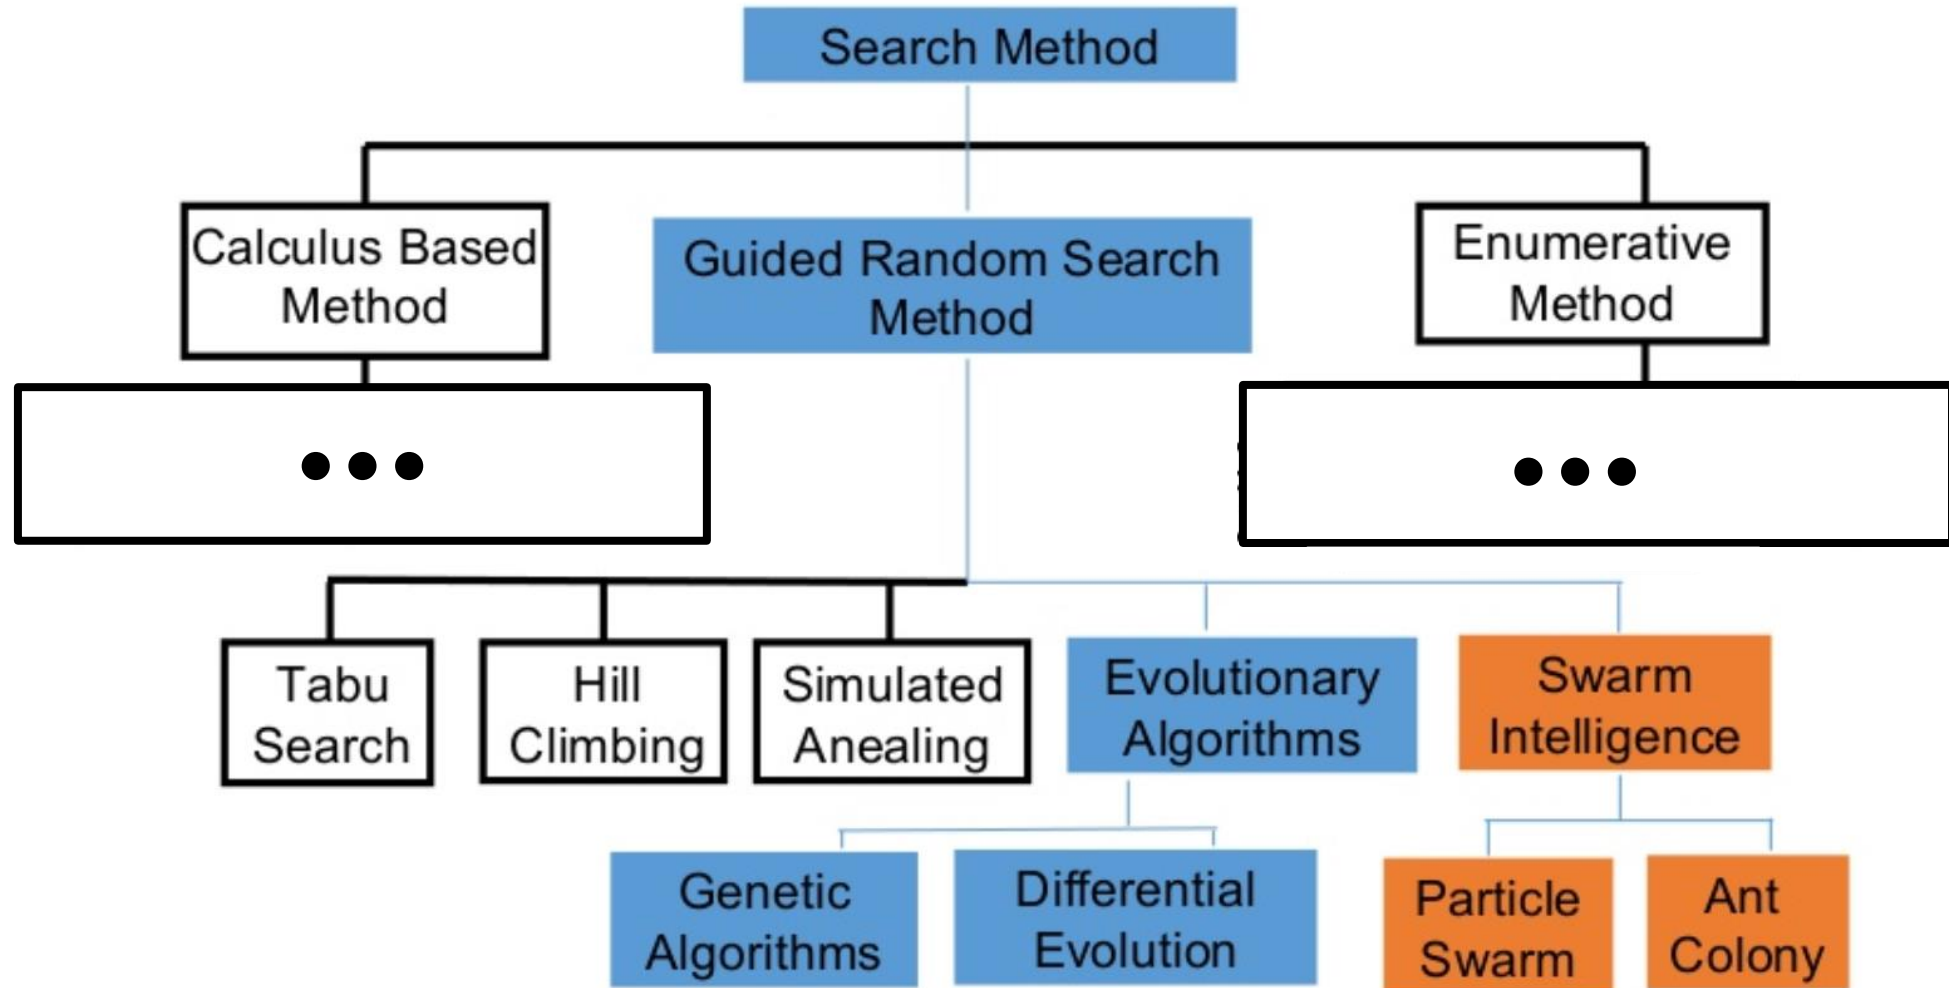 Search Method
Calculus Based
Method
Guided Random Search
Method
Enumerative
Method
•••
•••
Tabu
Search
Hill
Climbing
Simulated
Anealing
Evolutionary
Algorithms
Swarm
Intelligence
Genetic
Algorithms
Differential
Evolution
Particle
Swarm
Ant
Colony